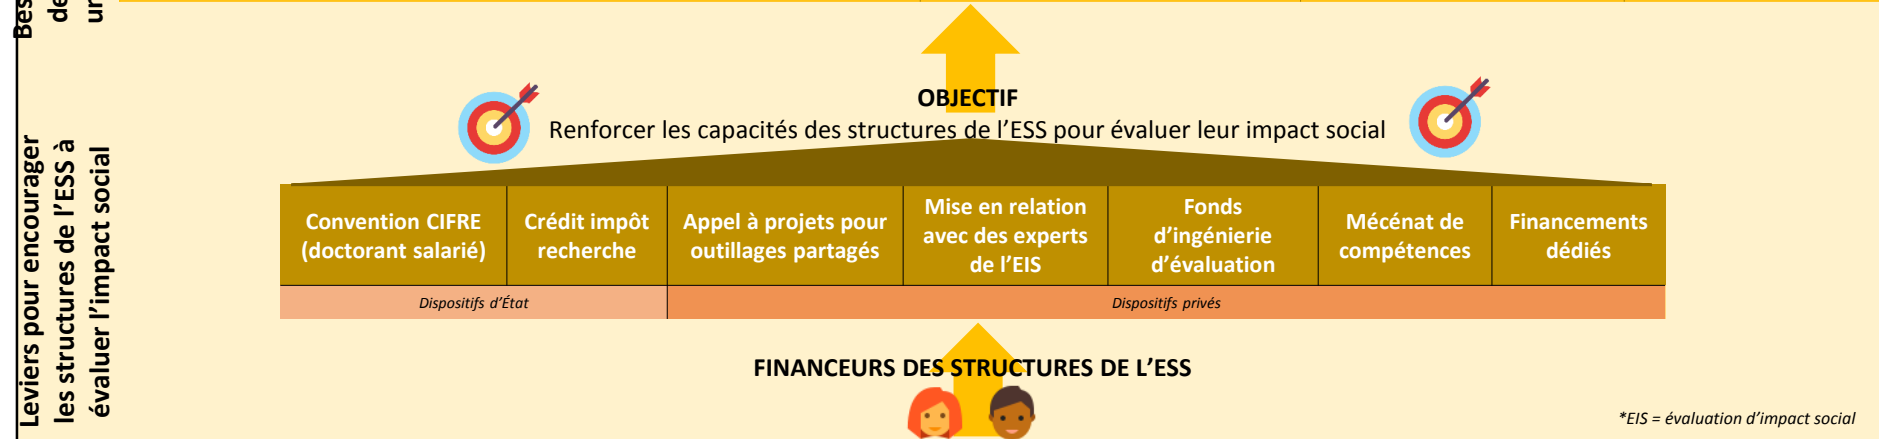 Leviers pour encourager
les structures de l'ESS à
évaluer l'impact social
OBJECTIF
Renforcer les capacités des structures de l'ESS pour évaluer leur impact social
Convention CIFRE
(doctorant salarié)
Crédit impôt
recherche
Appel à projets pour
outillages partagés
Mise en relation
avec des experts
de l'EIS
Fonds
d'ingénierie
d'évaluation
Mécénat de
compétences
Financements
dédiés
Dispositifs d'État
Dispositifs privés
FINANCEURS DES STRUCTURES DE L'ESS
*EIS = évaluation d'impact social